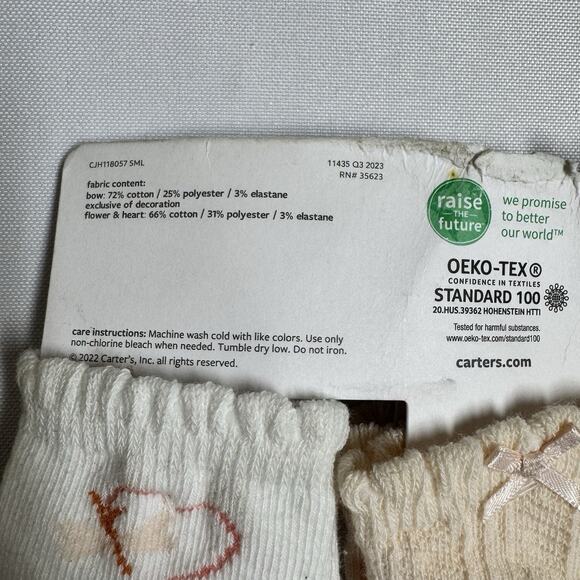 CJH118057 SML
11435 Q3 2023
RN# 35623
fabric content:
bow: 72% cotton / 25% polyester / 3% elastane
exclusive of decoration
flower & heart: 66% cotton / 31% polyester / 3% elastane
care instructions: Machine wash cold with like colors. Use only
non-chlorine bleach when needed. Tumble dry low. Do not iron.
© 2022 Carter's, Inc. all rights reserved.
raise
THE
future™
we promise
to better
our world™
OEKO-TEX®
CONFIDENCE IN TEXTILES
STANDARD 100
20.HUS.39362 HOHENSTEIN HTTI
Tested for harmful substances.
www.oeko-tex.com/standard100
carters.com